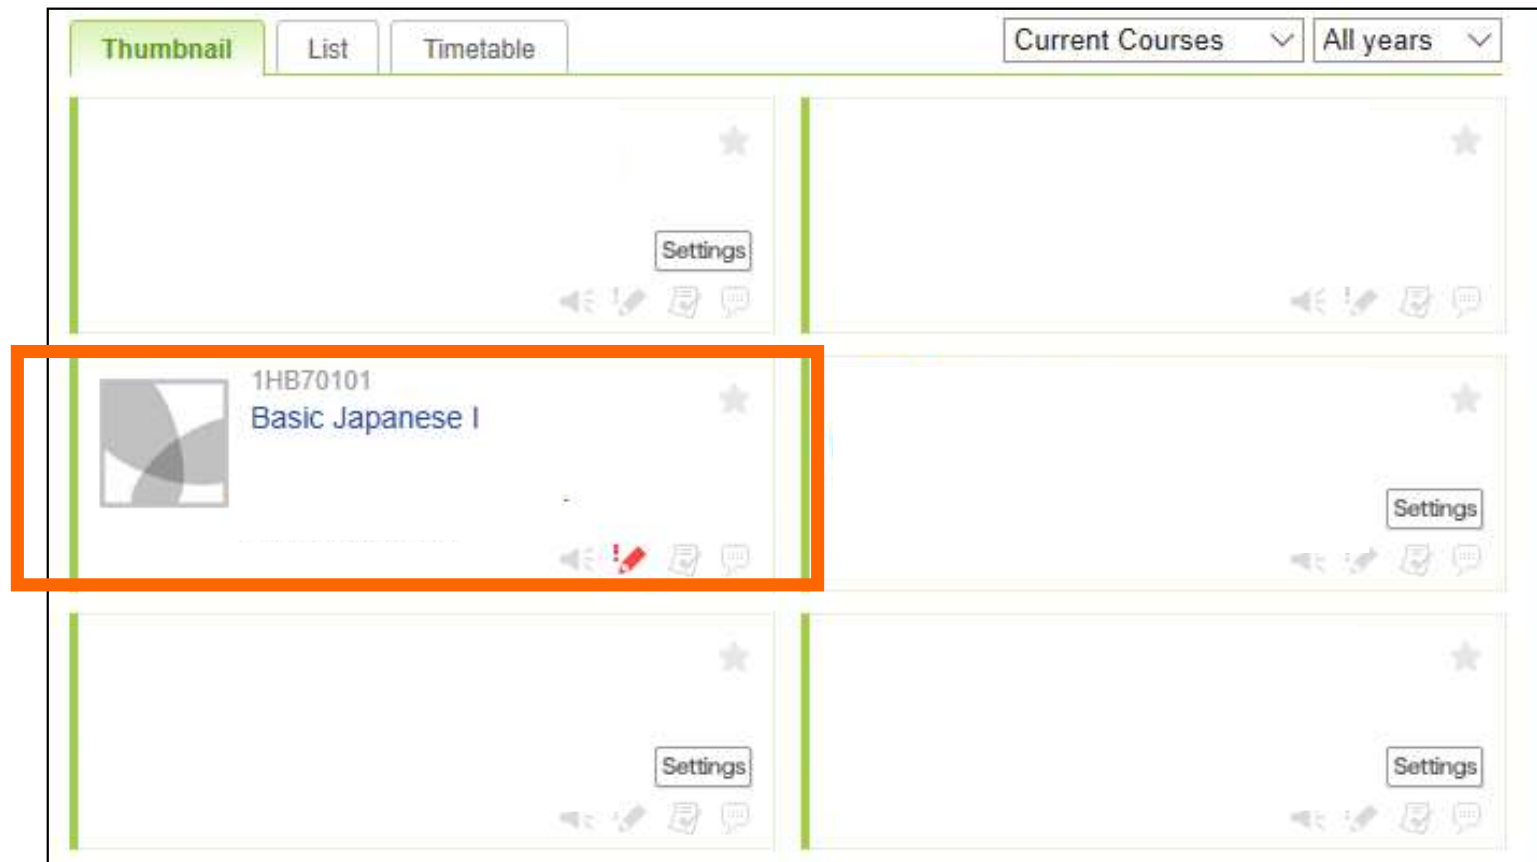 Thumbnail List Timetable Current Courses All years
Settings
1HB70101
Basic Japanese I
Settings
Settings Settings